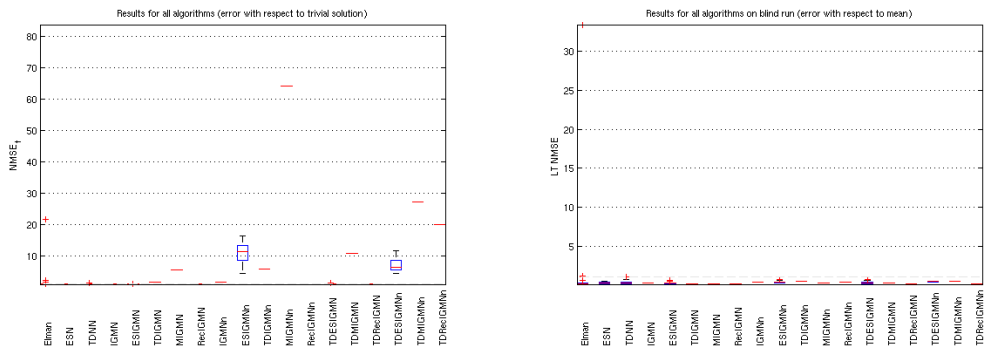 Results for all algorithms (error with respect to trivial solution)
80
70
60
50
40
30
20
10
NMSEt
Elman
ESN
TDNN
IGMN
ESIGMN
TDIGMN
MIGMN
RecIGMN
IGMNn
ESIGMNn
TDIGMNn
MIGMNn
RecIGMNn
TDESIGMN
TDMIGMN
TDRecIGMN
TDESIGMNn
TDMIGMNn
TDRecIGMNn
Results for all algorithms on blind run (error with respect to mean)
30
25
20
15
10
5
LT NMSE
Elman
ESN
TDNN
IGMN
ESIGMN
TDIGMN
MIGMN
RecIGMN
IGMNn
ESIGMNn
TDIGMNn
MIGMNn
RecIGMNn
TDESIGMN
TDMIGMN
TDRecIGMN
TDESIGMNn
TDMIGMNn
TDRecIGMNn